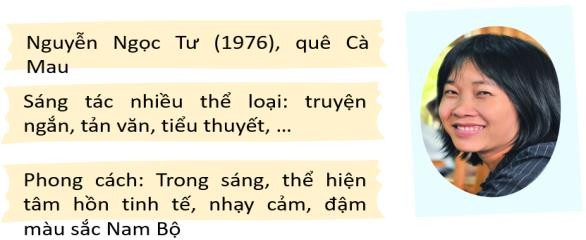 Nguyễn Ngọc Tư (1976), quê Cà
Mau
Sáng tác nhiều thể loại: truyện
ngắn, tản văn, tiểu thuyết, ...
Phong cách: Trong sáng, thể hiện
tâm hồn tinh tế, nhạy cảm, đậm
màu sắc Nam Bộ